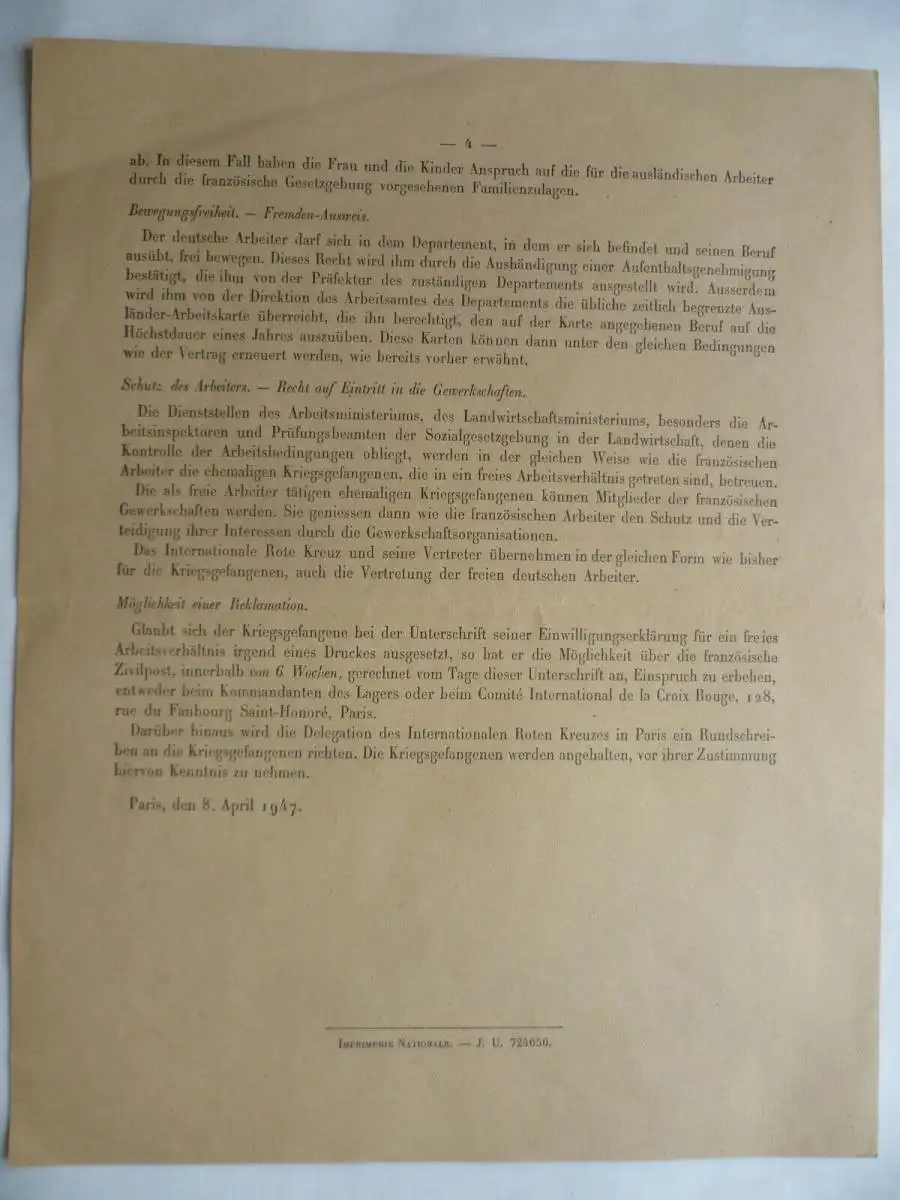 — 4 —
ab. In diesem Fall haben die Frau und die Kinder Anspruch auf die für die ausländischen Arbeiter
durch die französische Gesetzgebung vorgesehenen Familienzulagen.
Bewegungsfreiheit. — Fremden-Ausweis.
Der deutsche Arbeiter darf sich in dem Departement, in dem er sich befindet und seinen Beruf
ausübt, frei bewegen. Dieses Recht wird ihm durch die Aushändigung einer Aufenthaltsgenehmigung
bestätigt, die ihm von der Präfektur des zuständigen Departements ausgestellt wird. Ausserdem
wird ihm von der Direktion des Arbeitsamtes des Departements die übliche zeitlich begrenzte Aus-
länder-Arbeitskarte überreicht, die ihn berechtigt, den auf der Karte angegebenen Beruf auf die
Höchstdauer eines Jahres auszuüben. Diese Karten können dann unter den gleichen Bedingungen
wie der Vertrag erneuert werden, wie bereits vorher erwähnt.
Schutz des Arbeiters. — Recht auf Eintritt in die Gewerkschaften.
Die Dienststellen des Arbeitsministeriums, des Landwirtschaftsministeriums, besonders die Ar-
beitsinspektoren und Prüfungsbeamten der Sozialgesetzgebung in der Landwirtschaft, denen die
Kontrolle der Arbeitsbedingungen obliegt, werden in der gleichen Weise wie die französischen
Arbeiter die ehemaligen Kriegsgefangenen, die in ein freies Arbeitsverhältnis getreten sind, betreuen.
Die als freie Arbeiter tätigen ehemaligen Kriegsgefangenen können Mitglieder der französischen
Gewerkschaften werden. Sie geniessen dann wie die französischen Arbeiter den Schutz und die Ver-
teidigung ihrer Interessen durch die Gewerkschaftsorganisationen.
Das Internationale Rote Kreuz und seine Vertreter übernehmen in der gleichen Form wie bisher
für die Kriegsgefangenen, auch die Vertretung der freien deutschen Arbeiter.
Möglichkeit einer Reklamation.
Glaubt sich der Kriegsgefangene bei der Unterschrift seiner Einwilligungserklärung für ein freies
Arbeitsverhältnis irgend eines Druckes ausgesetzt, so hat er die Möglichkeit über die französische
Zivilpost, innerhalb von 6 Wochen, gerechnet vom Tage dieser Unterschrift an, Einspruch zu erheben,
entweder beim Kommandanten des Lagers oder beim Comité International de la Croix Rouge, 128,
rue du Faubourg Saint-Honoré, Paris.
Darüber hinaus wird die Delegation des Internationalen Roten Kreuzes in Paris ein Rundschrei-
ben an die Kriegsgefangenen richten. Die Kriegsgefangenen werden angehalten, vor ihrer Zustimmung
hiervon Kenntnis zu nehmen.
Paris, den 8. April 1947.
IMPRIMERIE NATIONALE. — J. U. 725056.